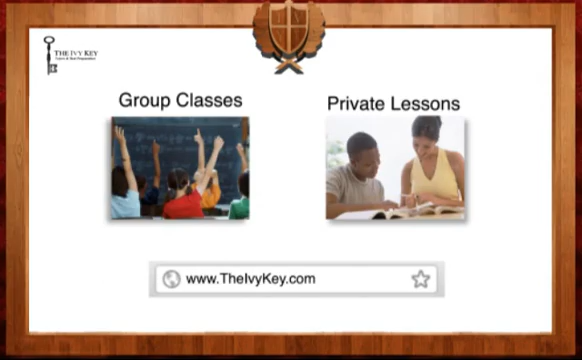 THE IVY KEY
Group Classes
Private Lessons
www.TheIvyKey.com